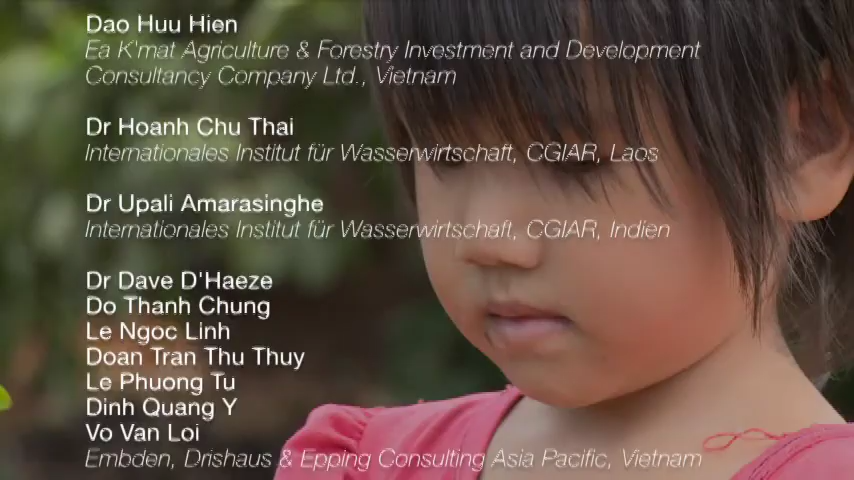 Dao Huu Hien
Ea K'mat Agriculture & Forestry Investment and Development
Consultancy Company Ltd., Vietnam
Dr Hoanh Chu Thai
Internationales Institut für Wasserwirtschaft, CGIAR, Laos
Dr Upali Amarasinghe
Internationales Institut für Wasserwirtschaft, CGIAR, Indien
Dr Dave D'Haeze
Do Thanh Chung
Le Ngoc Linh
Doan Tran Thu Thuy
Le Phuong Tu
Dinh Quang Y
Vo Van Loi
Embden, Drishaus & Epping Consulting Asia Pacific, Vietnam